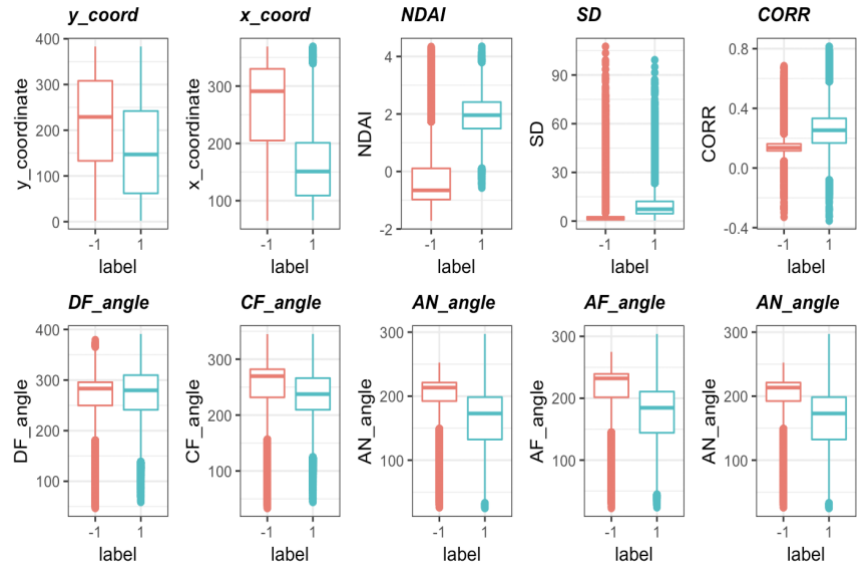 y_coord x_coord NDAI SD CORR
y_coordinate
400
300
200
100
0
-1 1
label
x_coordinate
300
200
100
-1 1
label
NDAI
4
2
0
-2
-1 1
label
SD
90
60
30
0
-1 1
label
CORR
0.8
0.4
0.0
-0.4
-1 1
label
DF_angle CF_angle AN_angle AF_angle AN_angle
DF_angle
400
300
200
100
-1 1
label
CF_angle
300
200
100
-1 1
label
AN_angle
300
200
100
-1 1
label
AF_angle
300
200
100
-1 1
label
AN_angle
300
200
100
-1 1
label